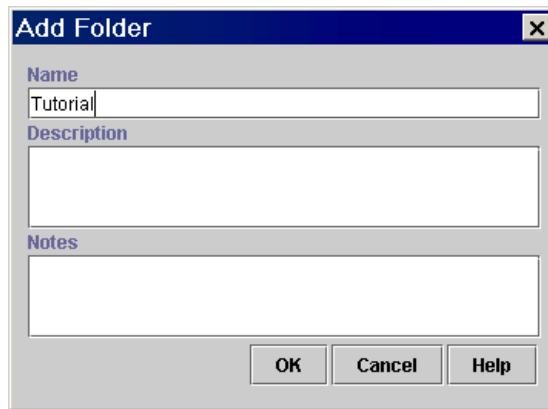 Add Folder
Name
Tutorial
Description
Notes
OK Cancel Help